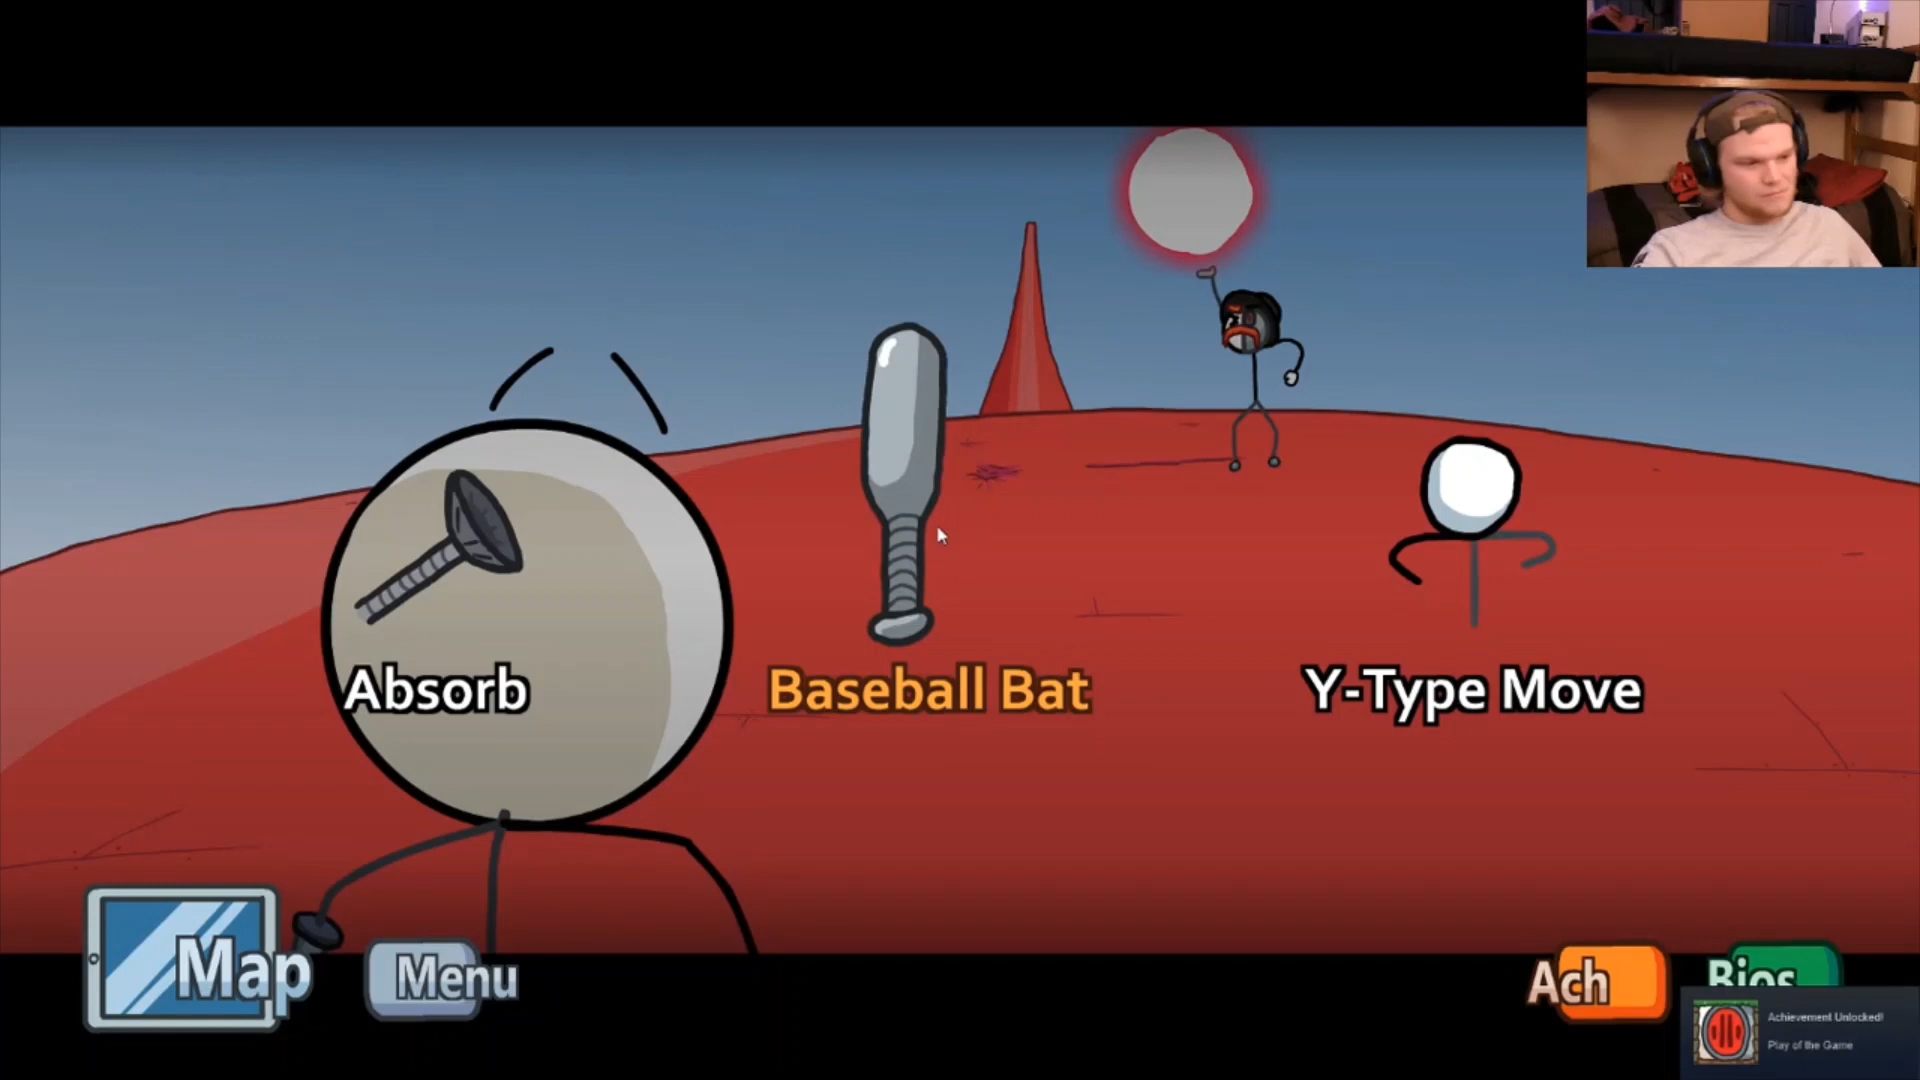 Absorb
Baseball Bat
Y-Type Move
Map
Menu
Ach
Bios
Achievement Unlocked!
Play of the Game